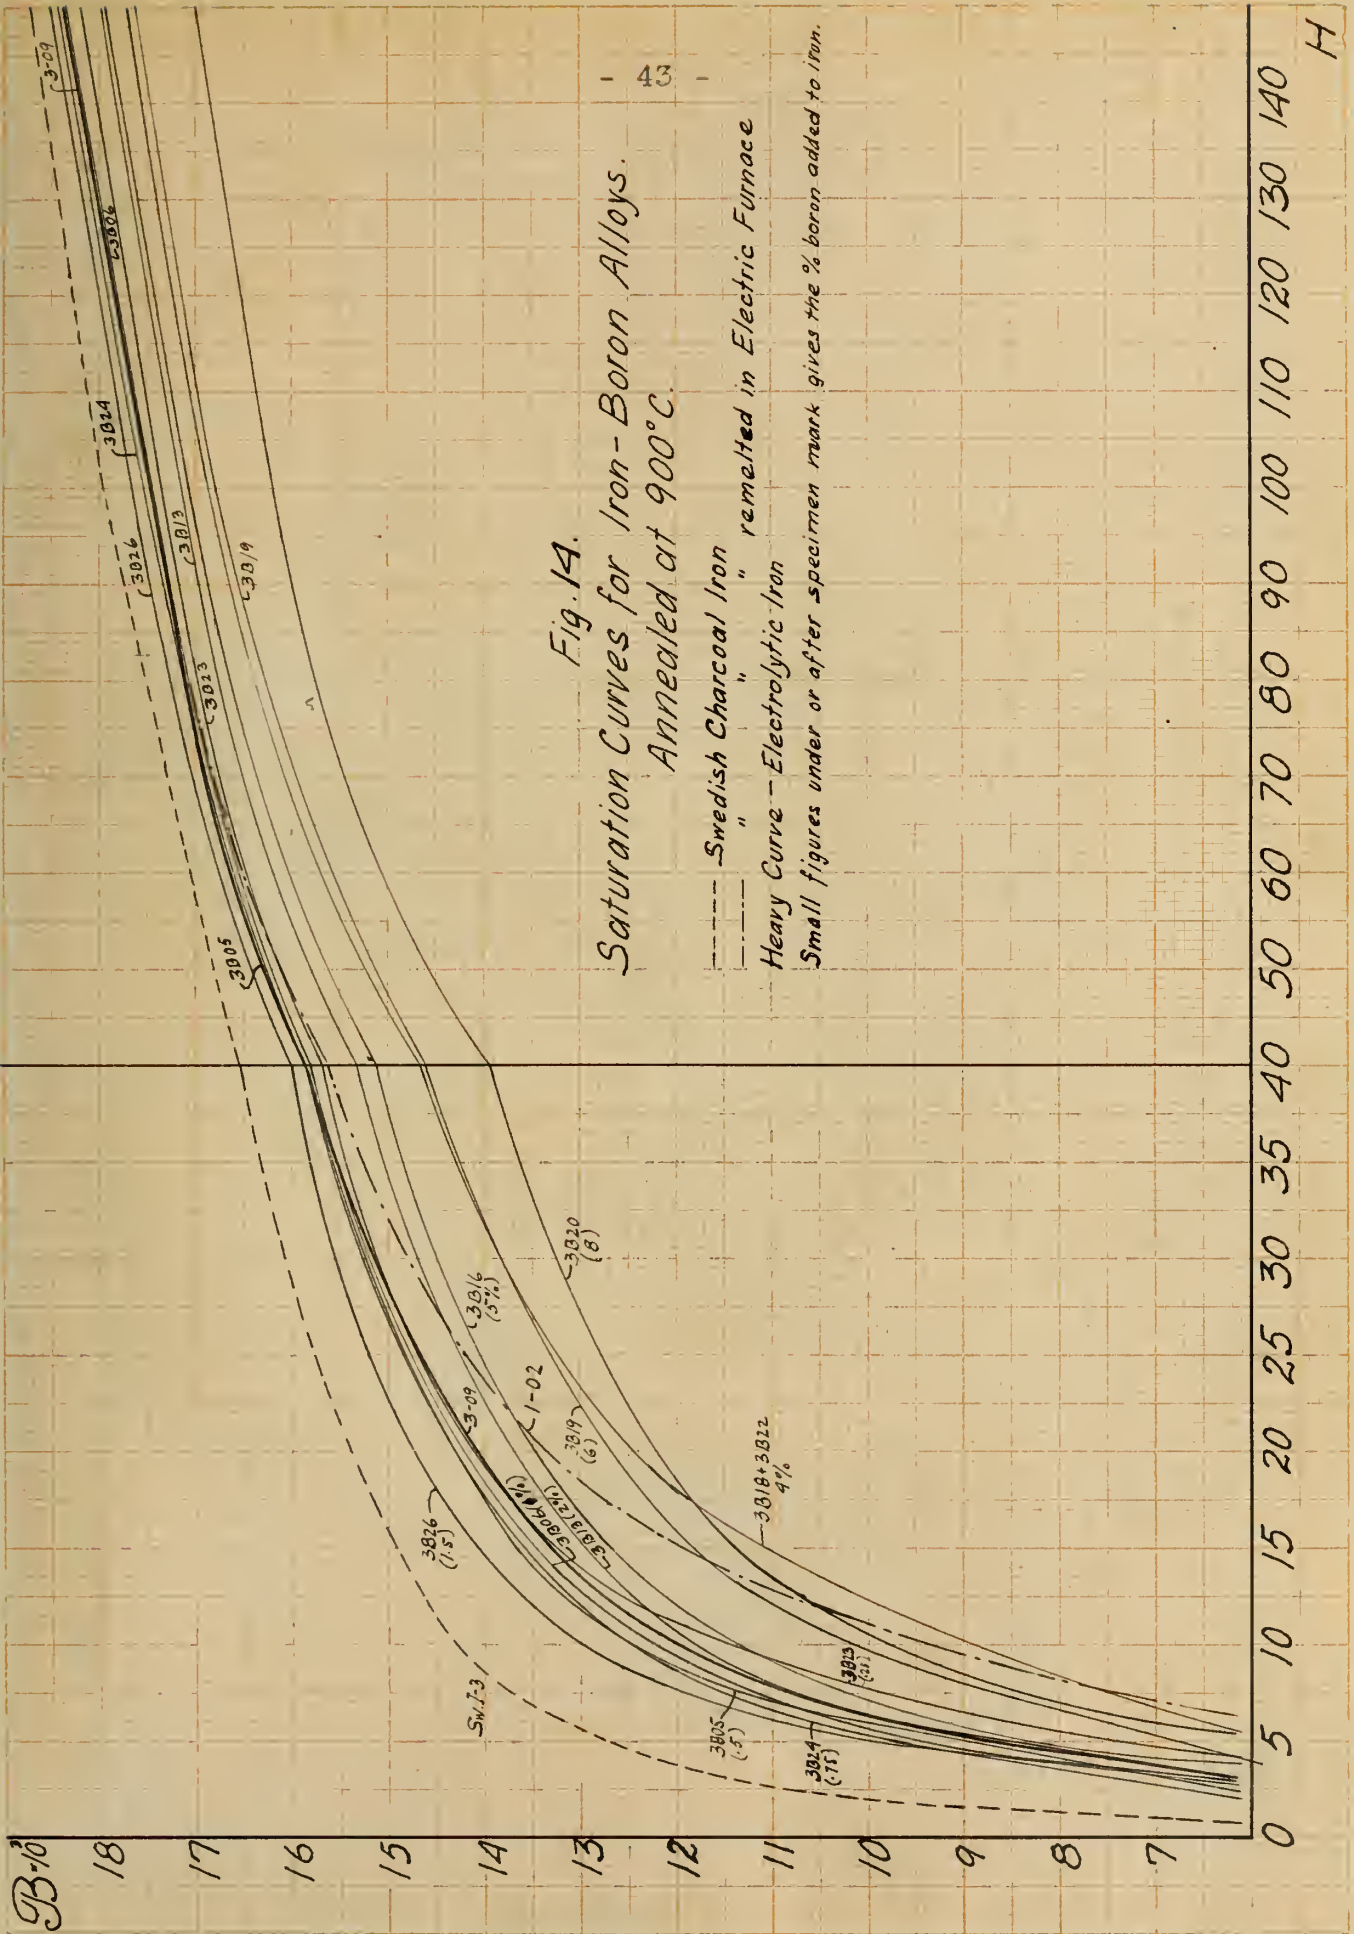 - 43 -
Fig. 14.
Saturation Curves for Iron-Boron Alloys.
Annealed at 900°C.
---- Swedish Charcoal Iron
—·— " " " remelted in Electric Furnace
Heavy Curve - Electrolytic Iron
Small figures under or after specimen mark gives the % boron added to iron.
B-10³
18
17
16
15
14
13
12
11
10
9
8
7
0 5 10 15 20 25 30 35 40 50 60 70 80 90 100 110 120 130 140
H
3-09
3B06
3B24
3B26
3B13
3B19
3B23
3B05
3B20
(8)
3B16
(5%)
3-09
1-02
3B19
(6)
3B18+3B22
4%
3B06
3B13(2%)
3B26
(1.5)
Sw.I-3
3B05
(.5)
3B24
(.75)
3B23